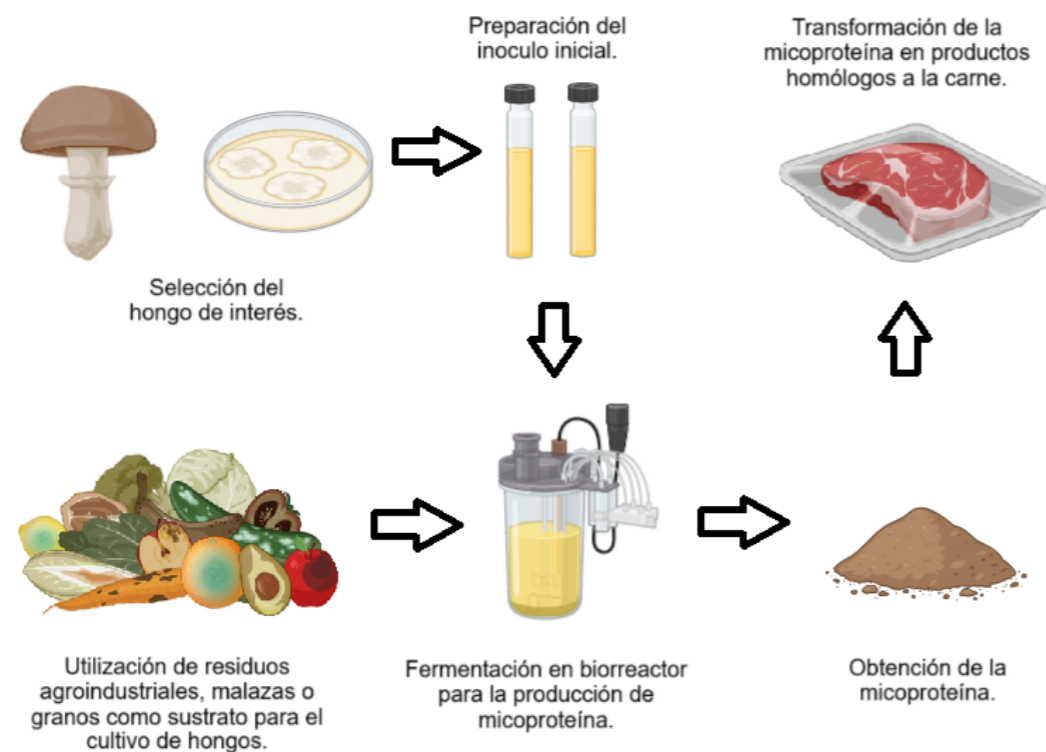 Preparación del
inoculo inicial.
Transformación de la
micoproteína en productos
homólogos a la carne.
Selección del
hongo de interés.
Utilización de residuos
agroindustriales, malazas o
granos como sustrato para el
cultivo de hongos.
Fermentación en biorreactor
para la producción de
micoproteína.
Obtención de la
micoproteína.